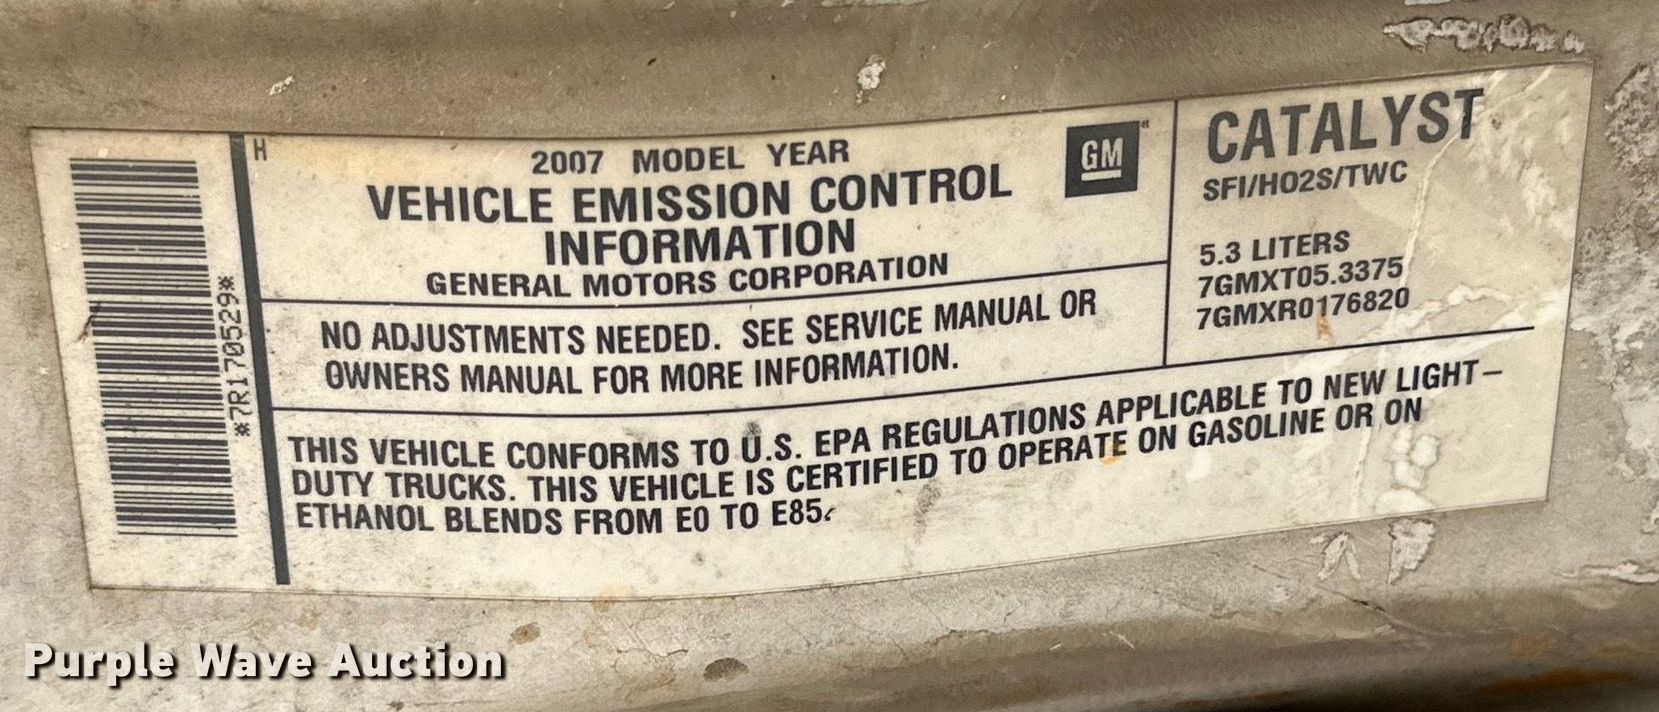 H
2007 MODEL YEAR
VEHICLE EMISSION CONTROL
INFORMATION
GENERAL MOTORS CORPORATION
GM
CATALYST
SFI/HO2S/TWC
5.3 LITERS
7GMXT05.3375
7GMXR0176820
NO ADJUSTMENTS NEEDED. SEE SERVICE MANUAL OR
OWNERS MANUAL FOR MORE INFORMATION.
THIS VEHICLE CONFORMS TO U.S. EPA REGULATIONS APPLICABLE TO NEW LIGHT–
DUTY TRUCKS. THIS VEHICLE IS CERTIFIED TO OPERATE ON GASOLINE OR ON
ETHANOL BLENDS FROM E0 TO E85.
*7R170529*
Purple Wave Auction